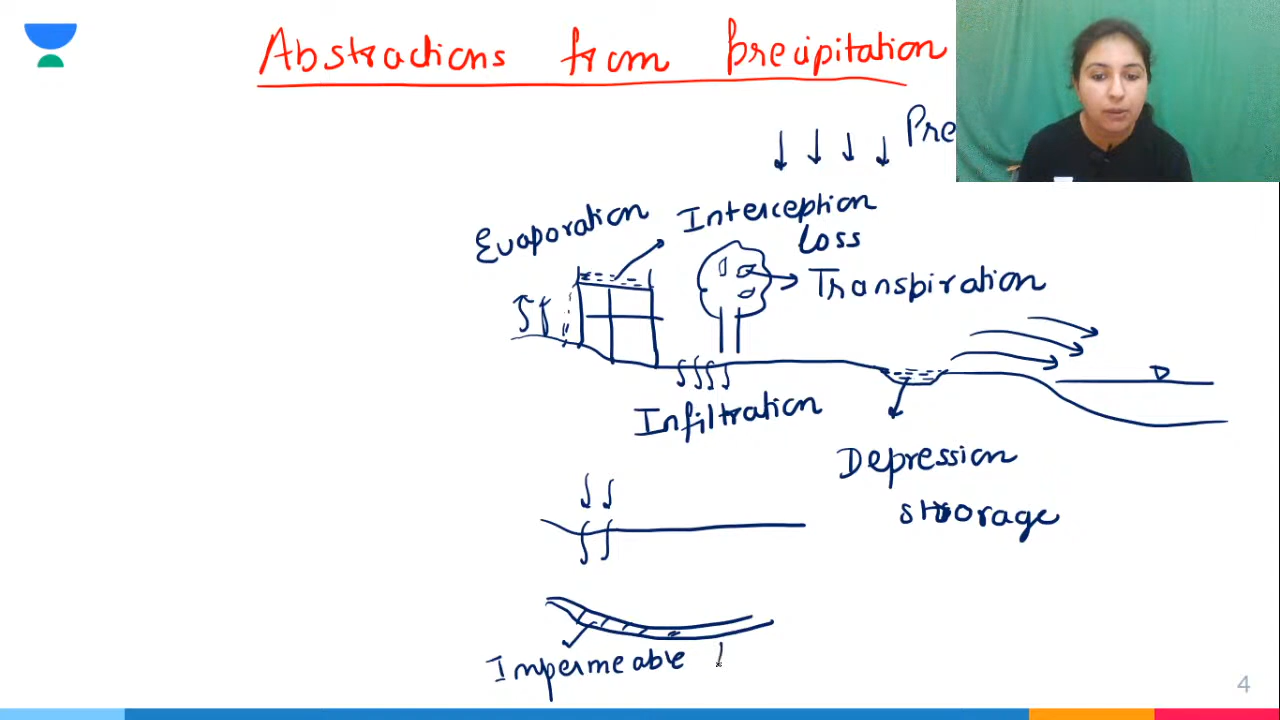 Abstractions from Precipitation
Pre
Evaporation
Interception
loss
Transpiration
Infiltration
Depression
storage
Impermeable
4